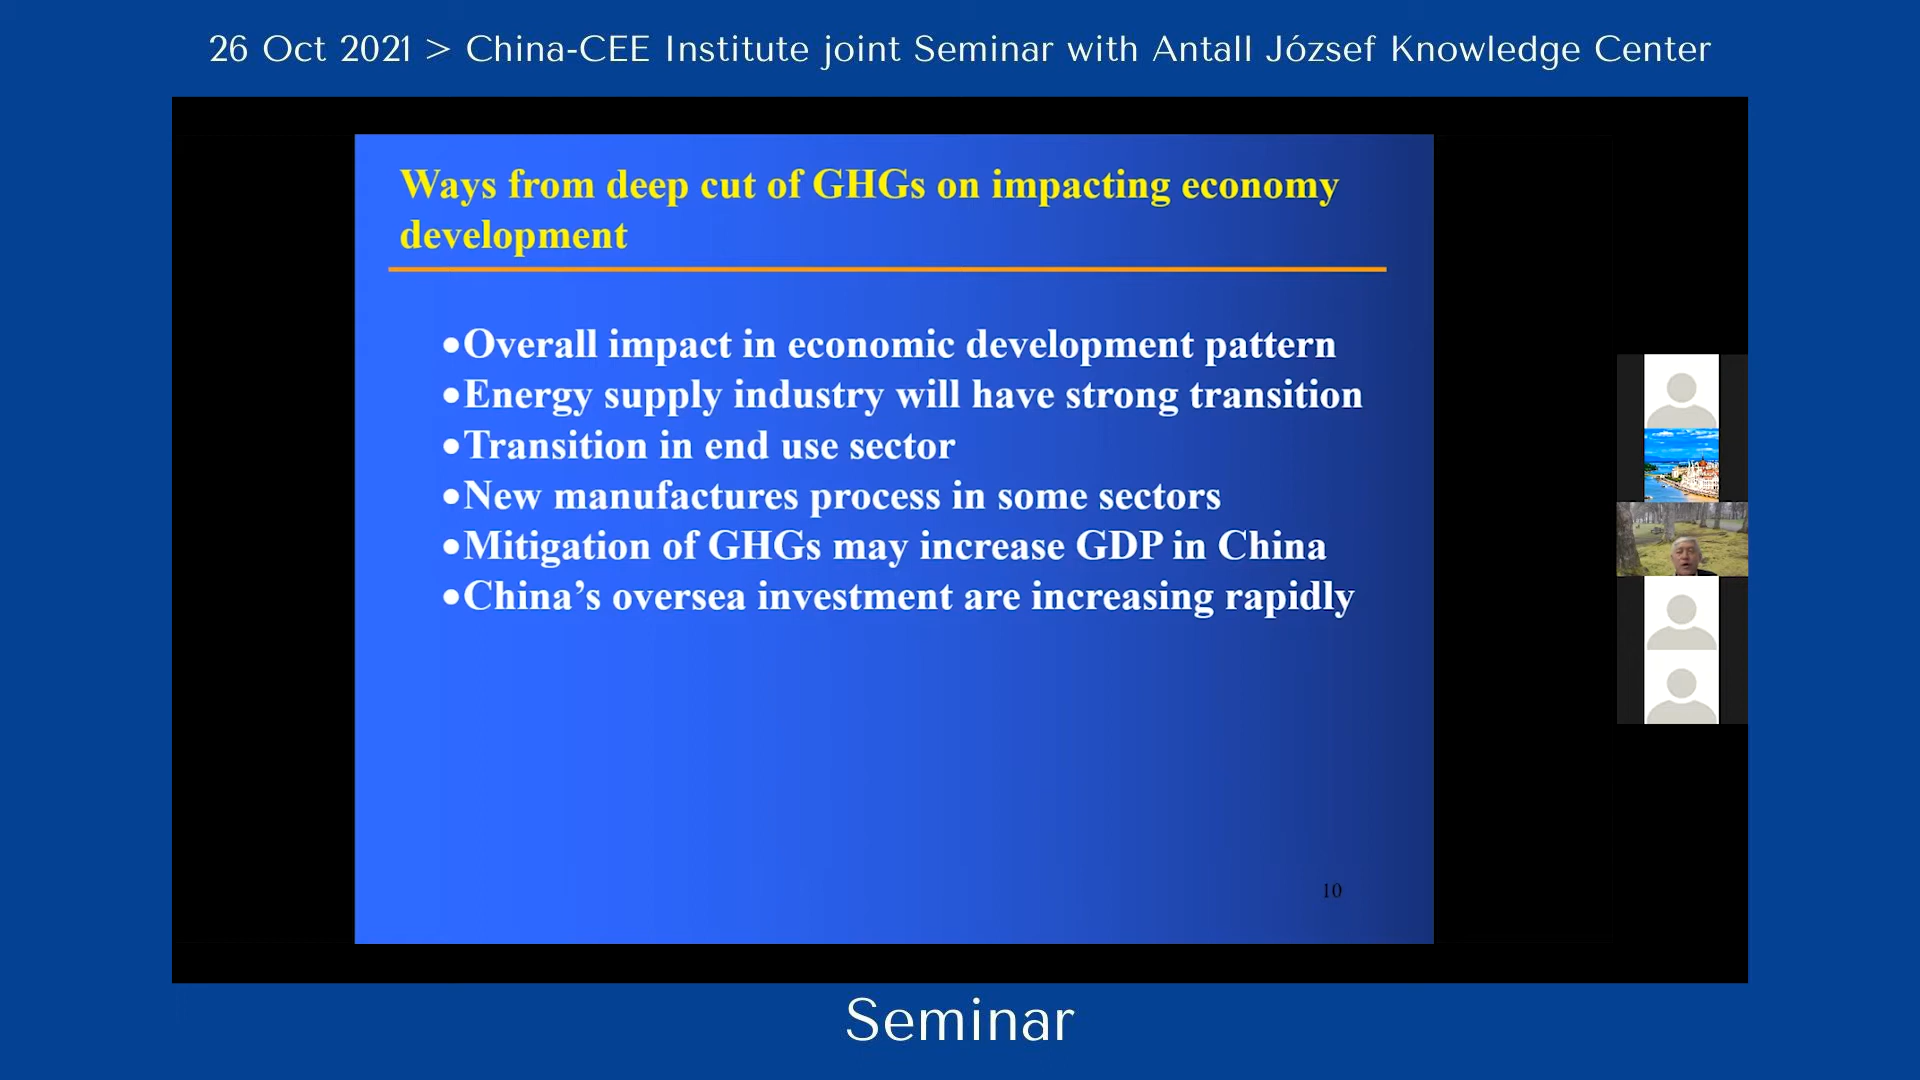 26 Oct 2021 > China-CEE Institute joint Seminar with Antall József Knowledge Center
Ways from deep cut of GHGs on impacting economy
development
•Overall impact in economic development pattern
•Energy supply industry will have strong transition
•Transition in end use sector
•New manufactures process in some sectors
•Mitigation of GHGs may increase GDP in China
•China’s oversea investment are increasing rapidly
10
Seminar